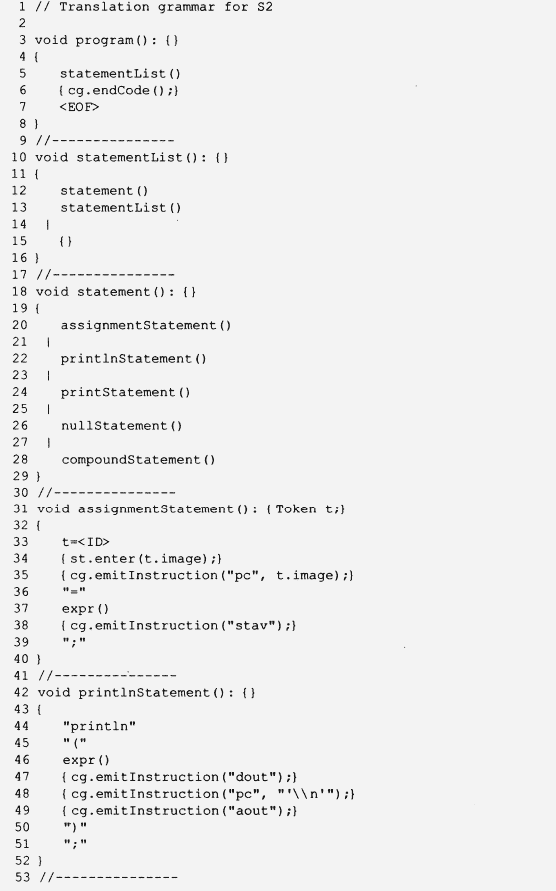 1 // Translation grammar for S2
2
3 void program(): {}
4 {
5 statementList()
6 {cg.endCode();}
7 <EOF>
8 }
9 //---------------
10 void statementList(): {}
11 {
12 statement()
13 statementList()
14 |
15 {}
16 }
17 //---------------
18 void statement(): {}
19 {
20 assignmentStatement()
21 |
22 printlnStatement()
23 |
24 printStatement()
25 |
26 nullStatement()
27 |
28 compoundStatement()
29 }
30 //---------------
31 void assignmentStatement(): {Token t;}
32 {
33 t=<ID>
34 {st.enter(t.image);}
35 {cg.emitInstruction("pc", t.image);}
36 "="
37 expr()
38 {cg.emitInstruction("stav");}
39 ";"
40 }
41 //---------------
42 void printlnStatement(): {}
43 {
44 "println"
45 "("
46 expr()
47 {cg.emitInstruction("dout");}
48 {cg.emitInstruction("pc", "'\\n'");}
49 {cg.emitInstruction("aout");}
50 ")"
51 ";"
52 }
53 //---------------